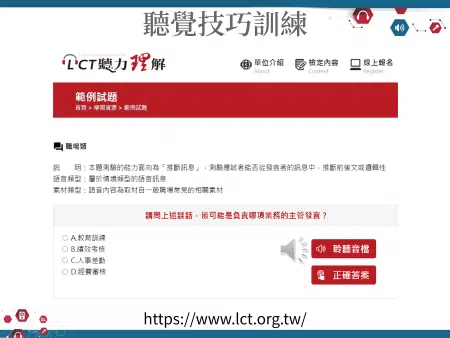 聽覺技巧訓練
LCT聽力理解
單位介紹
About
檢定內容
Content
線上報名
Register
範例試題
首頁 > 學習資源 > 範例試題
職場類
說　　明：本題測驗的能力面向為「推斷訊息」，測驗應試者能否從發言者的訊息中，推斷前後文或邏輯性
語音類型：屬於情境類型的語音訊息
素材類型：語音內容為取材自一般職場常見的相關素材
請問上述談話，最可能是負責哪項業務的主管發言？
A.教育訓練
B.績效考核
C.人事差勤
D.經費審核
聆聽音檔
正確答案
https://www.lct.org.tw/